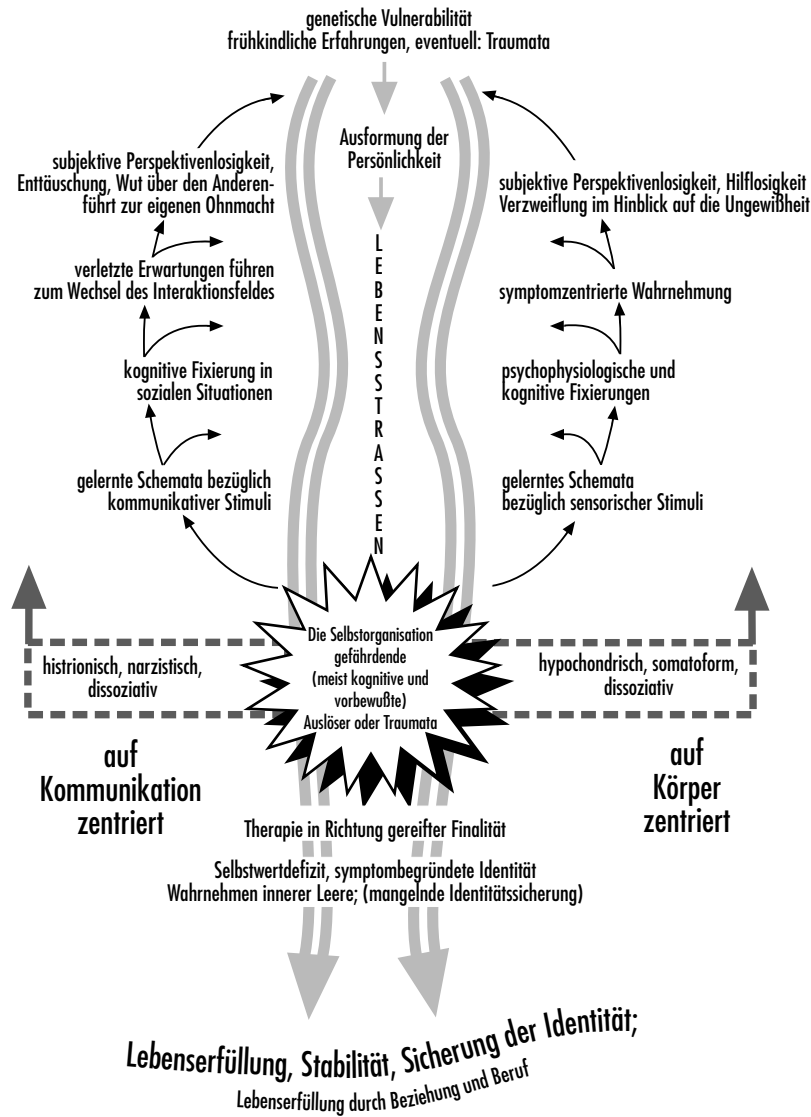 genetische Vulnerabilität
frühkindliche Erfahrungen, eventuell: Traumata
Ausformung der
Persönlichkeit
subjektive Perspektivenlosigkeit,
Enttäuschung, Wut über den Anderen-
führt zur eigenen Ohnmacht
verletzte Erwartungen führen
zum Wechsel des Interaktionsfeldes
kognitive Fixierung in
sozialen Situationen
gelernte Schemata bezüglich
kommunikativer Stimuli
LEBENSSTRASSEN
subjektive Perspektivenlosigkeit, Hilflosigkeit
Verzweiflung im Hinblick auf die Ungewißheit
symptomzentrierte Wahrnehmung
psychophysiologische und
kognitive Fixierungen
gelerntes Schemata
bezüglich sensorischer Stimuli
histrionisch, narzistisch,
dissoziativ
auf
Kommunikation
zentriert
Die Selbstorganisation
gefährdende
(meist kognitive und
vorbewußte)
Auslöser oder Traumata
hypochondrisch, somatoform,
dissoziativ
auf
Körper
zentriert
Therapie in Richtung gereifter Finalität
Selbstwertdefizit, symptombegründete Identität
Wahrnehmen innerer Leere; (mangelnde Identitätssicherung)
Lebenserfüllung, Stabilität, Sicherung der Identität;
Lebenserfüllung durch Beziehung und Beruf